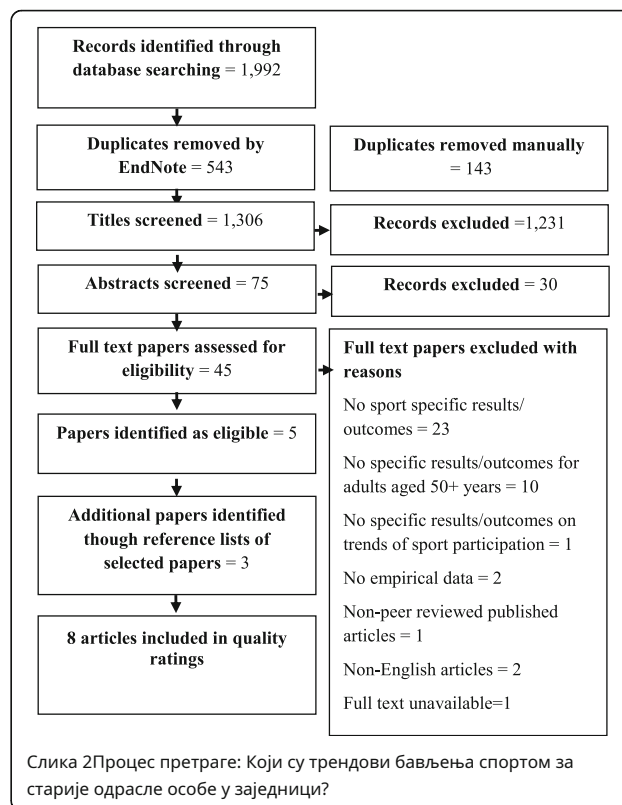 Records identified through
database searching = 1,992
Duplicates removed by
EndNote = 543
Duplicates removed manually
= 143
Titles screened = 1,306
Records excluded =1,231
Abstracts screened = 75
Records excluded = 30
Full text papers assessed for
eligibility = 45
Papers identified as eligible = 5
Additional papers identified
though reference lists of
selected papers = 3
8 articles included in quality
ratings
Full text papers excluded with
reasons
No sport specific results/
outcomes = 23
No specific results/outcomes for
adults aged 50+ years = 10
No specific results/outcomes on
trends of sport participation = 1
No empirical data = 2
Non-peer reviewed published
articles = 1
Non-English articles = 2
Full text unavailable=1
Слика 2Процес претраге: Који су трендови бављења спортом за
старије одрасле особе у заједници?